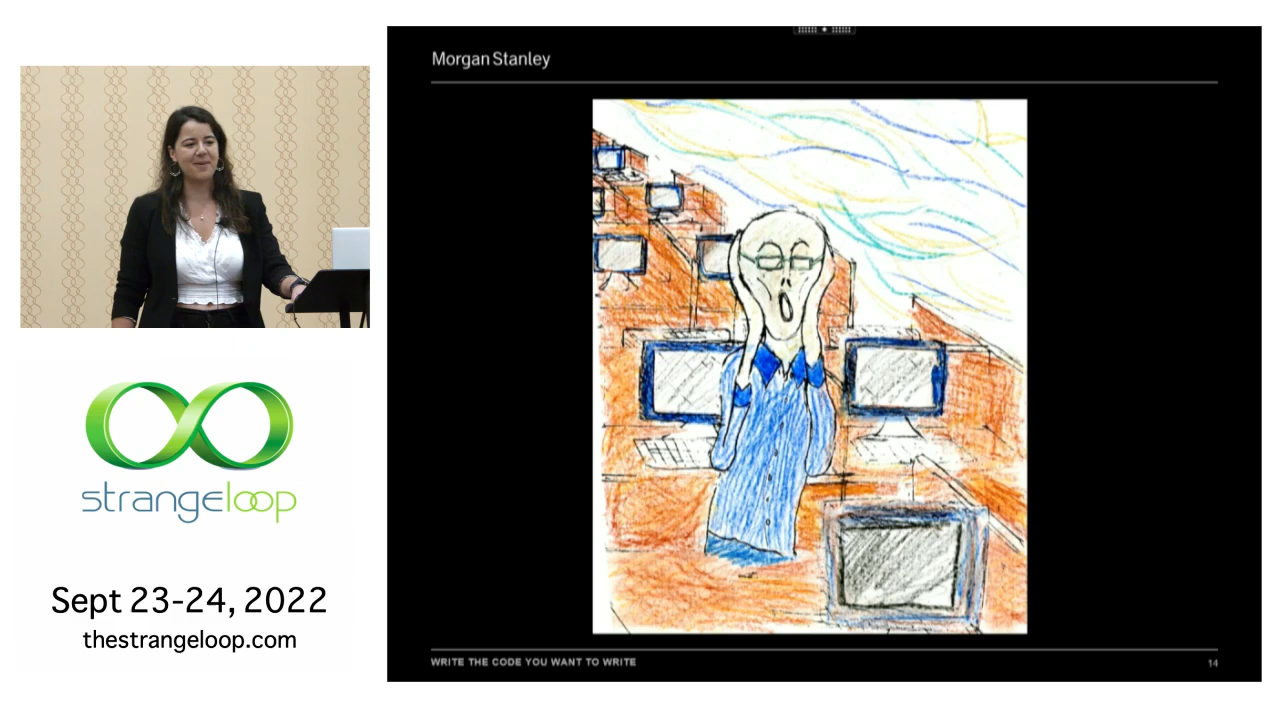 Morgan Stanley
strangeloop
Sept 23-24, 2022
thestrangeloop.com
WRITE THE CODE YOU WANT TO WRITE
14